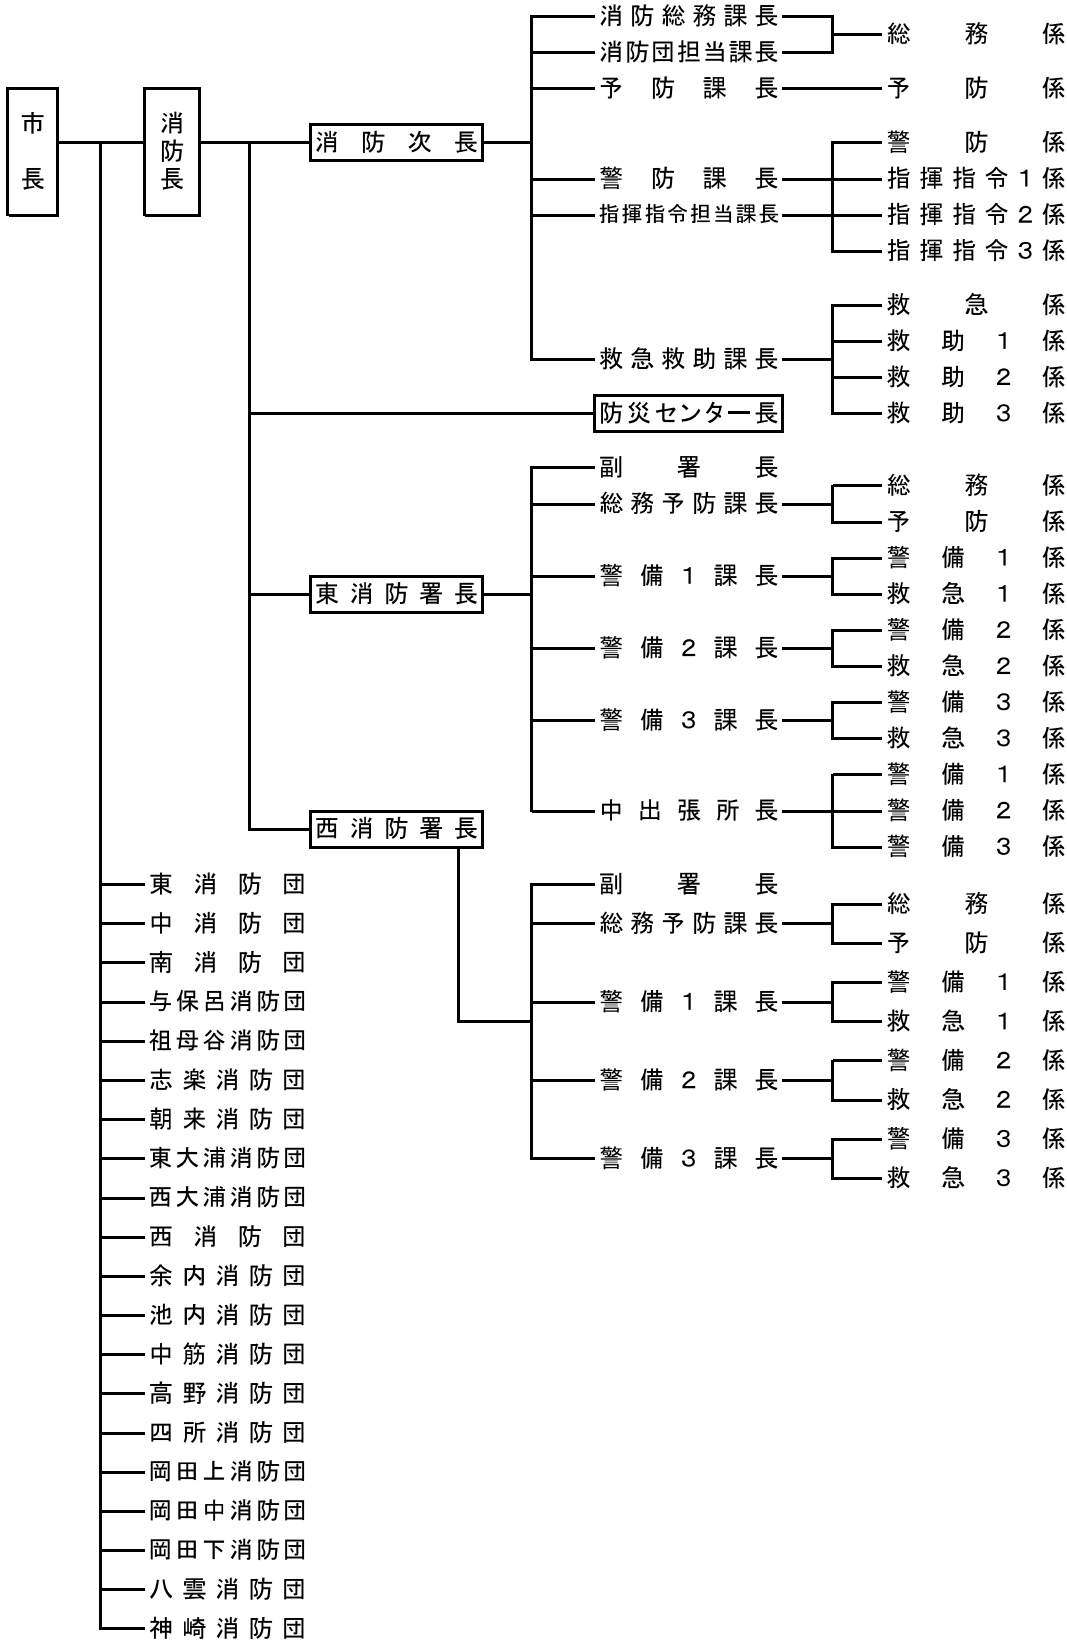 市長
消防長
消防次長
消防総務課長
消防団担当課長
総務係
予防課長
予防係
警防課長
指揮指令担当課長
警防係
指揮指令1係
指揮指令2係
指揮指令3係
救急救助課長
救急係
救助1係
救助2係
救助3係
防災センター長
東消防署長
副署長
総務予防課長
総務係
予防係
警備1課長
警備1係
救急1係
警備2課長
警備2係
救急2係
警備3課長
警備3係
救急3係
中出張所長
警備1係
警備2係
警備3係
西消防署長
副署長
総務予防課長
総務係
予防係
警備1課長
警備1係
救急1係
警備2課長
警備2係
救急2係
警備3課長
警備3係
救急3係
東消防団
中消防団
南消防団
与保呂消防団
祖母谷消防団
志楽消防団
朝来消防団
東大浦消防団
西大浦消防団
西消防団
余内消防団
池内消防団
中筋消防団
高野消防団
四所消防団
岡田上消防団
岡田中消防団
岡田下消防団
八雲消防団
神崎消防団